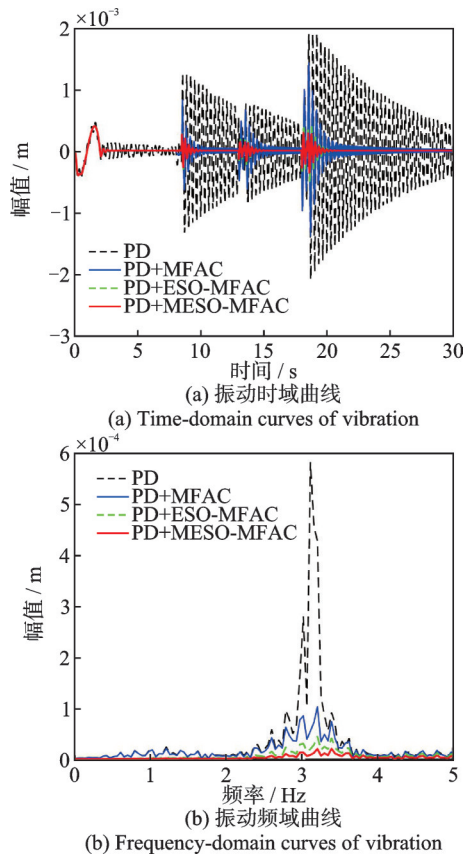 ×10⁻³
2
1
0
−1
−2
−3
幅值 / m
PD
PD+MFAC
PD+ESO-MFAC
PD+MESO-MFAC
0 5 10 15 20 25 30
时间 / s
(a) 振动时域曲线
(a) Time-domain curves of vibration
×10⁻⁴
6
5
4
3
2
1
0
幅值 / m
PD
PD+MFAC
PD+ESO-MFAC
PD+MESO-MFAC
0 1 2 3 4 5
频率 / Hz
(b) 振动频域曲线
(b) Frequency-domain curves of vibration